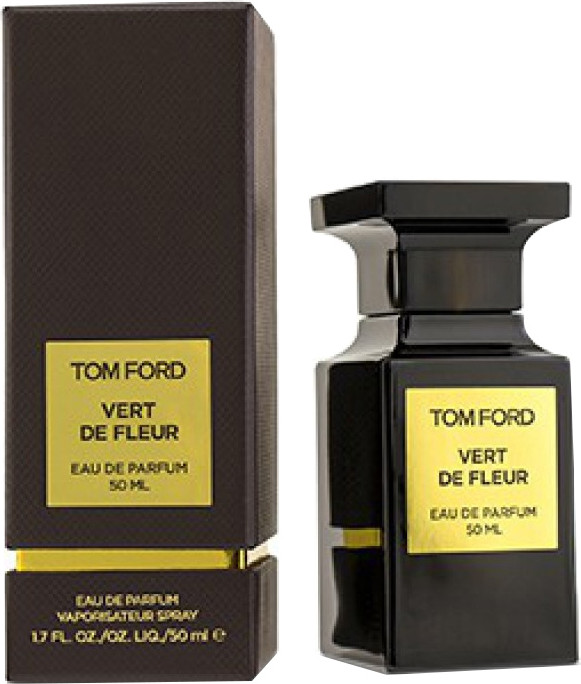 TOM FORD
VERT
DE FLEUR
EAU DE PARFUM
50 ML
EAU DE PARFUM
VAPORISATEUR SPRAY
1.7 FL. OZ./OZ. LIQ./50 ml ℮
TOM FORD
VERT
DE FLEUR
EAU DE PARFUM
50 ML